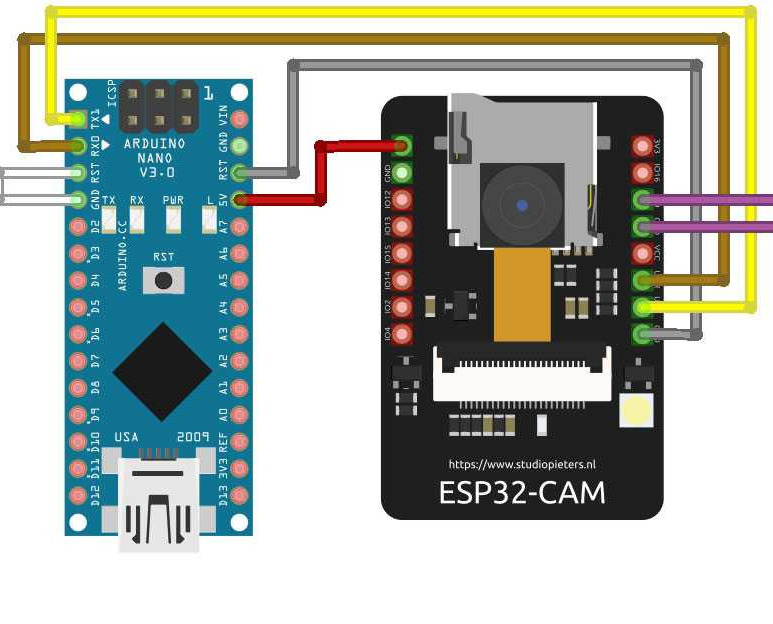 ICSP
1
TX1
RX0
RST
GND
D2
D3
D4
D5
D6
D7
D8
D9
D10
D11
D12
ARDUINO
NANO
V3.0
TX RX PWR L
ARDUINO.CC
RST
USA 2009
VIN
GND
RST
5V
A7
A6
A5
A4
A3
A2
A1
A0
REF
3V3
D13
GND
IO12
IO13
IO15
IO14
IO2
IO4
3V3
IO16
VCC
https://www.studiopieters.nl
ESP32-CAM